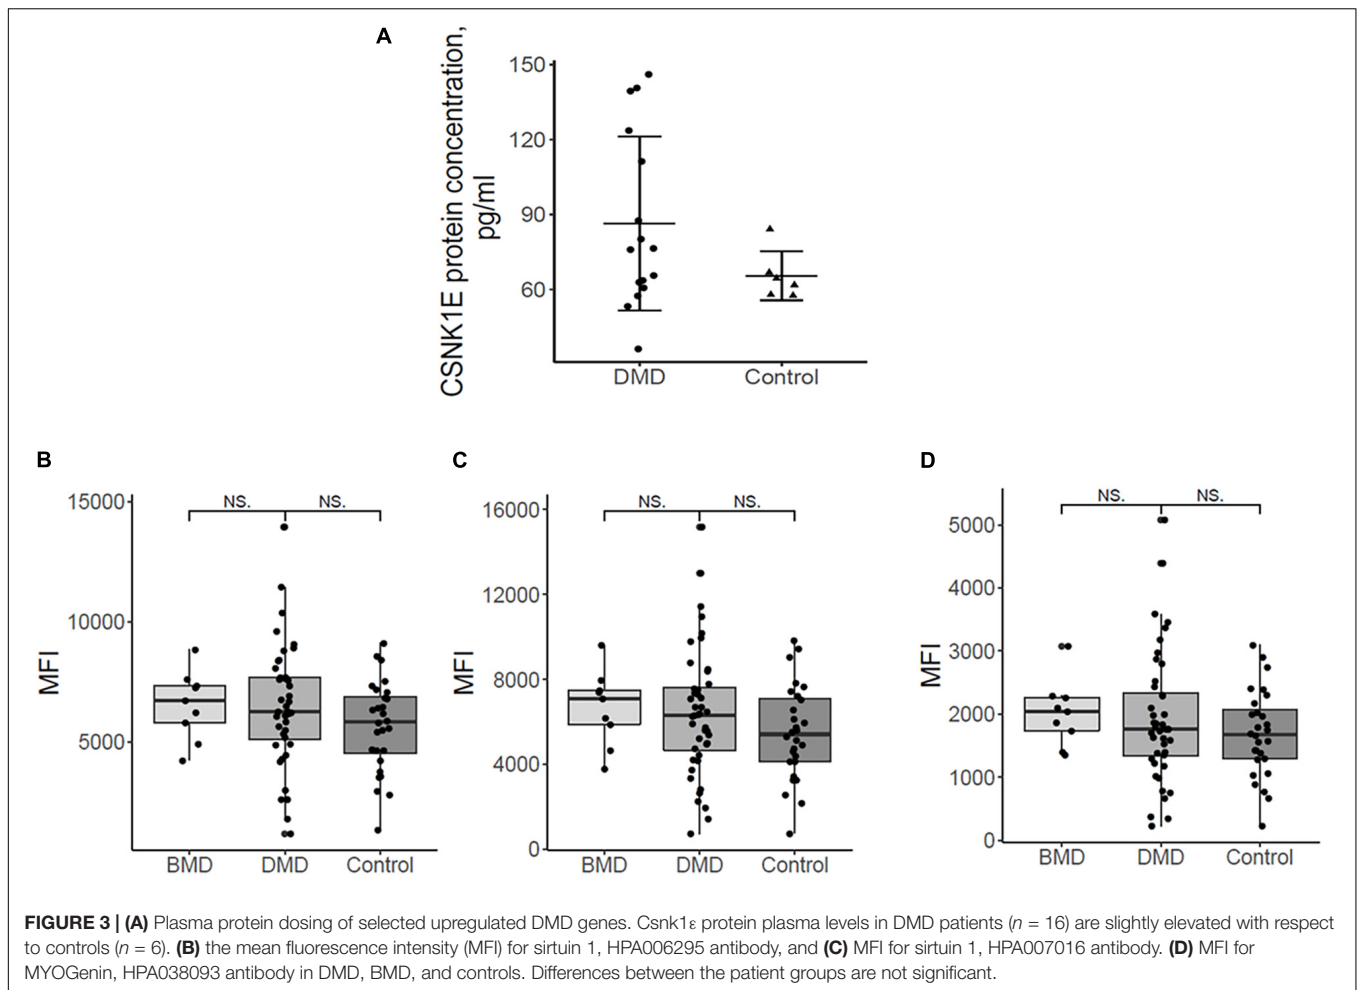 A
CSNK1E protein concentration,
pg/ml
150
120
90
60
DMD Control
B
MFI
15000
10000
5000
NS. NS.
BMD DMD Control
C
MFI
16000
12000
8000
4000
0
NS. NS.
BMD DMD Control
D
MFI
5000
4000
3000
2000
1000
0
NS. NS.
BMD DMD Control
FIGURE 3 | (A) Plasma protein dosing of selected upregulated DMD genes. Csnk1ε protein plasma levels in DMD patients (n = 16) are slightly elevated with respect
to controls (n = 6). (B) the mean fluorescence intensity (MFI) for sirtuin 1, HPA006295 antibody, and (C) MFI for sirtuin 1, HPA007016 antibody. (D) MFI for
MYOGenin, HPA038093 antibody in DMD, BMD, and controls. Differences between the patient groups are not significant.